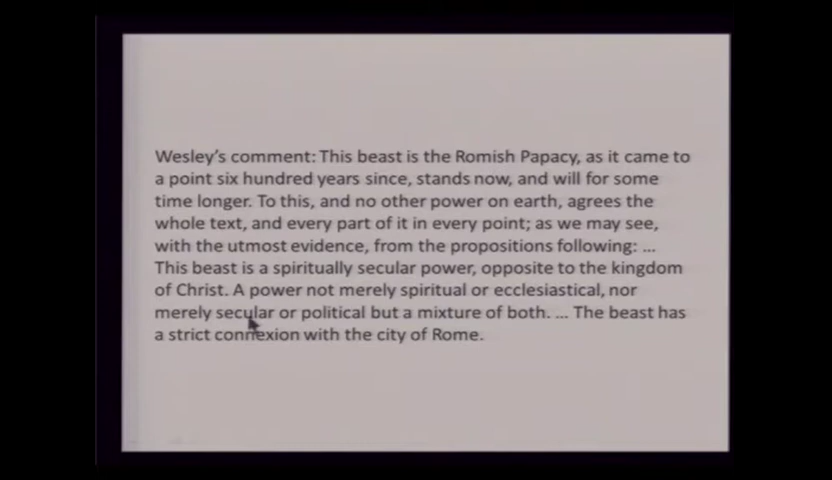 Wesley's comment: This beast is the Romish Papacy, as it came to
a point six hundred years since, stands now, and will for some
time longer. To this, and no other power on earth, agrees the
whole text, and every part of it in every point; as we may see,
with the utmost evidence, from the propositions following: ...
This beast is a spiritually secular power, opposite to the kingdom
of Christ. A power not merely spiritual or ecclesiastical, nor
merely secular or political but a mixture of both. ... The beast has
a strict connexion with the city of Rome.